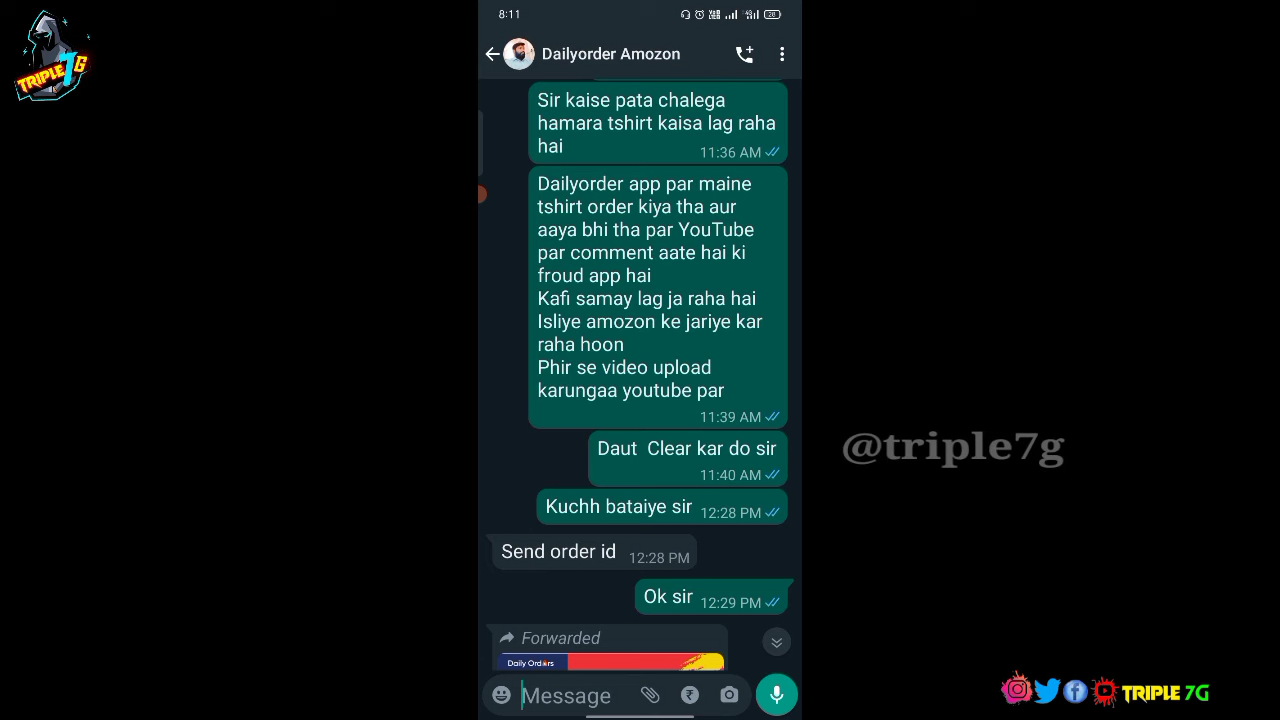 TRIPLE
7G
8:11
28
Dailyorder Amozon
Sir kaise pata chalega
hamara tshirt kaisa lag raha
hai
11:36 AM
Dailyorder app par maine
tshirt order kiya tha aur
aaya bhi tha par YouTube
par comment aate hai ki
froud app hai
Kafi samay lag ja raha hai
Isliye amozon ke jariye kar
raha hoon
Phir se video upload
karungaa youtube par
11:39 AM
Daut Clear kar do sir
11:40 AM
Kuchh bataiye sir 12:28 PM
Send order id 12:28 PM
Ok sir 12:29 PM
Forwarded
Daily Orders
Message
@triple7g
TRIPLE 7G